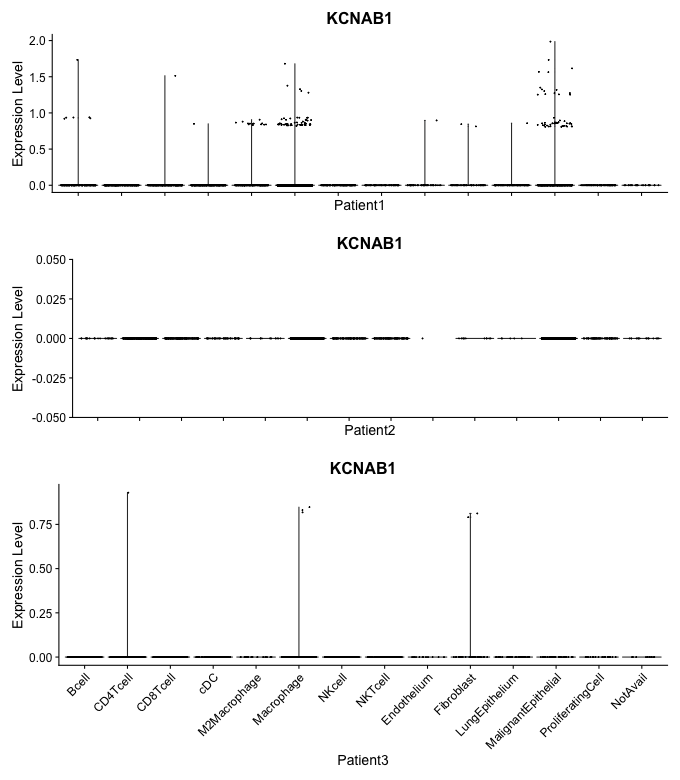 KCNAB1
Expression Level
2.0
1.5
1.0
0.5
0.0
Patient1
KCNAB1
Expression Level
0.050
0.025
0.000
-0.025
-0.050
Patient2
KCNAB1
Expression Level
0.75
0.50
0.25
0.00
Bcell
CD4Tcell
CD8Tcell
cDC
M2Macrophage
Macrophage
NKcell
NKTcell
Endothelium
Fibroblast
LungEpithelium
MalignantEpithelial
ProliferatingCell
NotAvail
Patient3